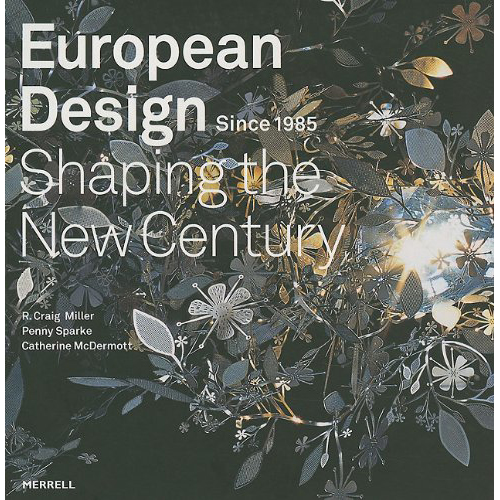 European
Design Since 1985
Shaping the
New Century
R. Craig Miller
Penny Sparke
Catherine McDermott
MERRELL